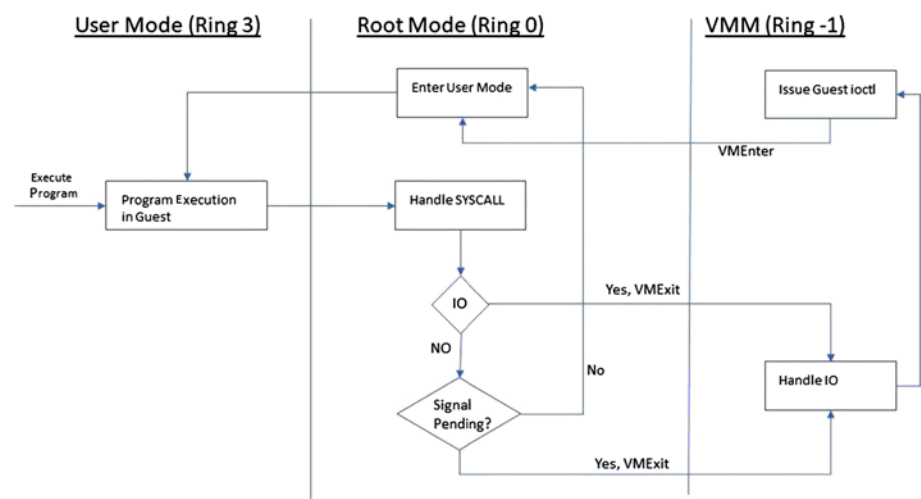 User Mode (Ring 3)
Root Mode (Ring 0)
VMM (Ring -1)
Enter User Mode
Issue Guest ioctl
VMEnter
Execute
Program
Program Execution
in Guest
Handle SYSCALL
IO
Yes, VMExit
NO
No
Handle IO
Signal
Pending?
Yes, VMExit